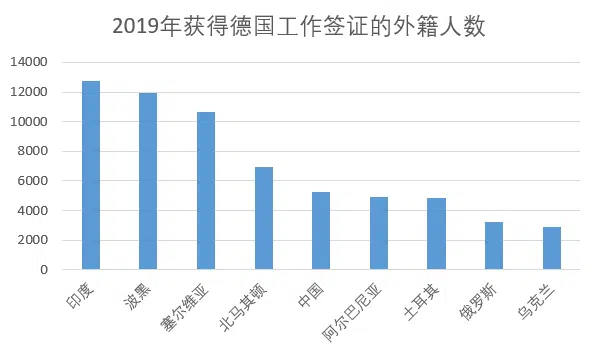 2019年获得德国工作签证的外籍人数
14000
12000
10000
8000
6000
4000
2000
0
印度
波黑
塞尔维亚
北马其顿
中国
阿尔巴尼亚
土耳其
俄罗斯
乌克兰